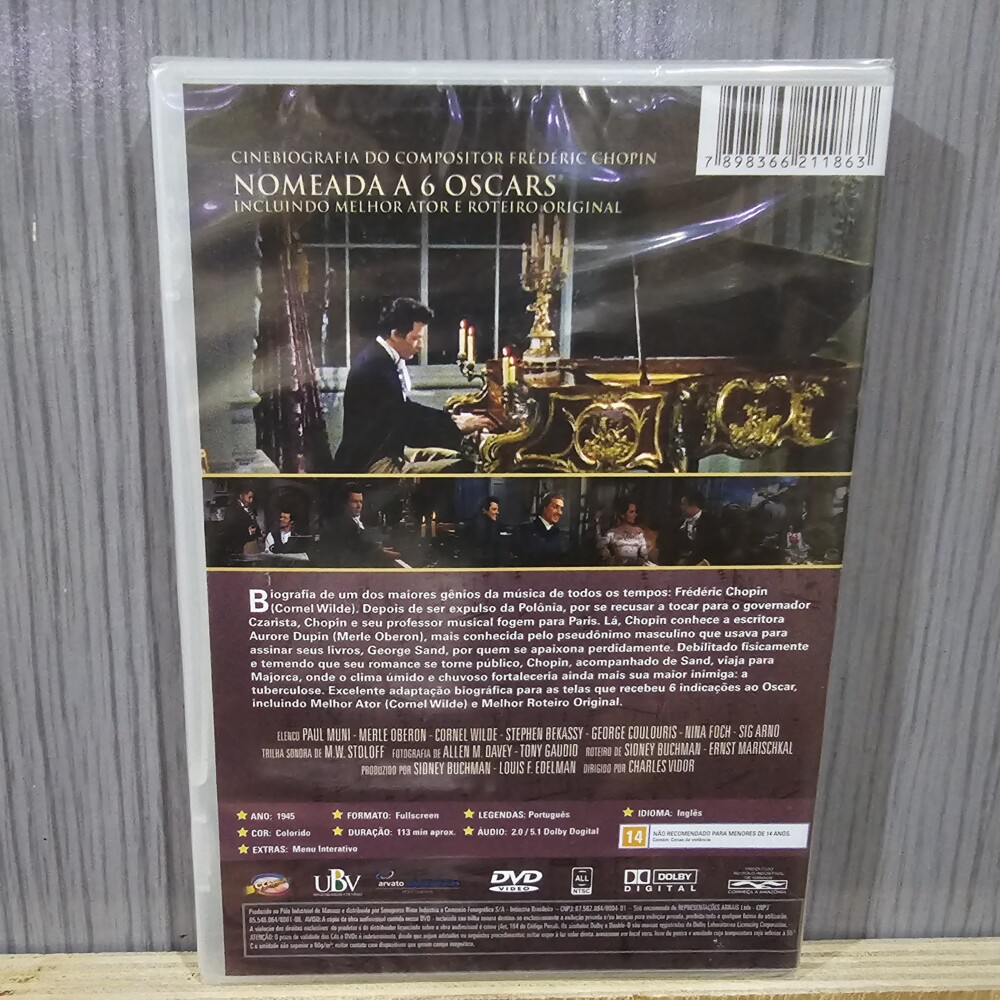 7 898366 211863
CINEBIOGRAFIA DO COMPOSITOR FRÉDÉRIC CHOPIN
NOMEADA A 6 OSCARS
INCLUINDO MELHOR ATOR E ROTEIRO ORIGINAL
Biografia de um dos maiores gênios da música de todos os tempos: Frédéric Chopin
(Cornel Wilde). Depois de ser expulso da Polônia, por se recusar a tocar para o governador
Czarista, Chopin e seu professor musical fogem para Paris. Lá, Chopin conhece a escritora
Aurore Dupin (Merle Oberon), mais conhecida pelo pseudónimo masculino que usava para
assinar seus livros, George Sand, por quem se apaixona perdidamente. Debilitado fisicamente
e temendo que seu romance se torne público, Chopin, acompanhado de Sand, viaja para
Majorca, onde o clima úmido e chuvoso fortaleceria ainda mais sua maior inimiga: a
tuberculose. Excelente adaptação biográfica para as telas que recebeu 6 indicações ao Oscar,
incluindo Melhor Ator (Cornel Wilde) e Melhor Roteiro Original.
ELENCO PAUL MUNI - MERLE OBERON - CORNEL WILDE - STEPHEN BEKASSY - GEORGE COULOURIS - NINA FOCH - SIG ARNO
TRILHA SONORA DE M.W. STOLOFF FOTOGRAFIA DE ALLEN M. DAVEY - TONY GAUDIO ROTEIRO DE SIDNEY BUCHMAN - ERNST MARISCHKAL
PRODUZIDO POR SIDNEY BUCHMAN - LOUIS F. EDELMAN DIRIGIDO POR CHARLES VIDOR
ANO: 1945 FORMATO: Fullscreen LEGENDAS: Português IDIOMA: Inglês
COR: Colorido DURAÇÃO: 113 min aprox. ÁUDIO: 2.0 / 5.1 Dolby Dogital
14 NÃO RECOMENDADO PARA MENORES DE 14 ANOS.
EXTRAS: Menu Interativo
UBV arvato DVD VIDEO ALL NTSC DOLBY DIGITAL
CONHEÇA A AMAZÔNIA